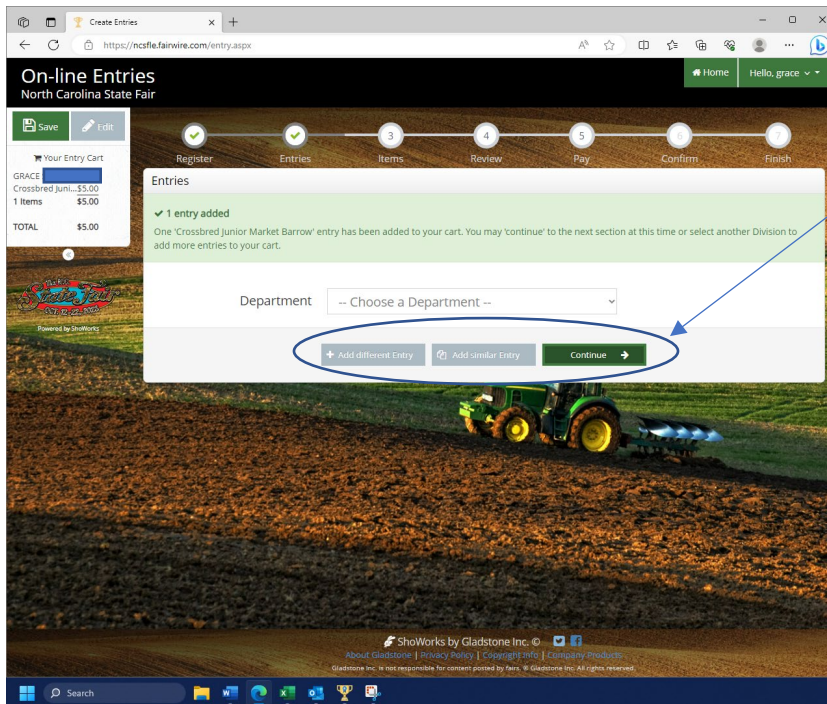 Create Entries
https://ncsfle.fairwire.com/entry.aspx
On-line Entries
North Carolina State Fair
Home
Hello, grace
Save
Edit
Your Entry Cart
GRACE
Crossbred Juni...$5.00
1 Items $5.00
TOTAL $5.00
Powered by ShoWorks
3
4
5
6
7
Register
Entries
Items
Review
Pay
Confirm
Finish
Entries
1 entry added
One 'Crossbred Junior Market Barrow' entry has been added to your cart. You may 'continue' to the next section at this time or select another Division to
add more entries to your cart.
Department
-- Choose a Department --
Add different Entry
Add similar Entry
Continue
ShoWorks by Gladstone Inc. ©
About Gladstone | Privacy Policy | Copyright Info | Company Products
Gladstone Inc. is not responsible for content posted by fairs. © Gladstone Inc. All rights reserved.
Search